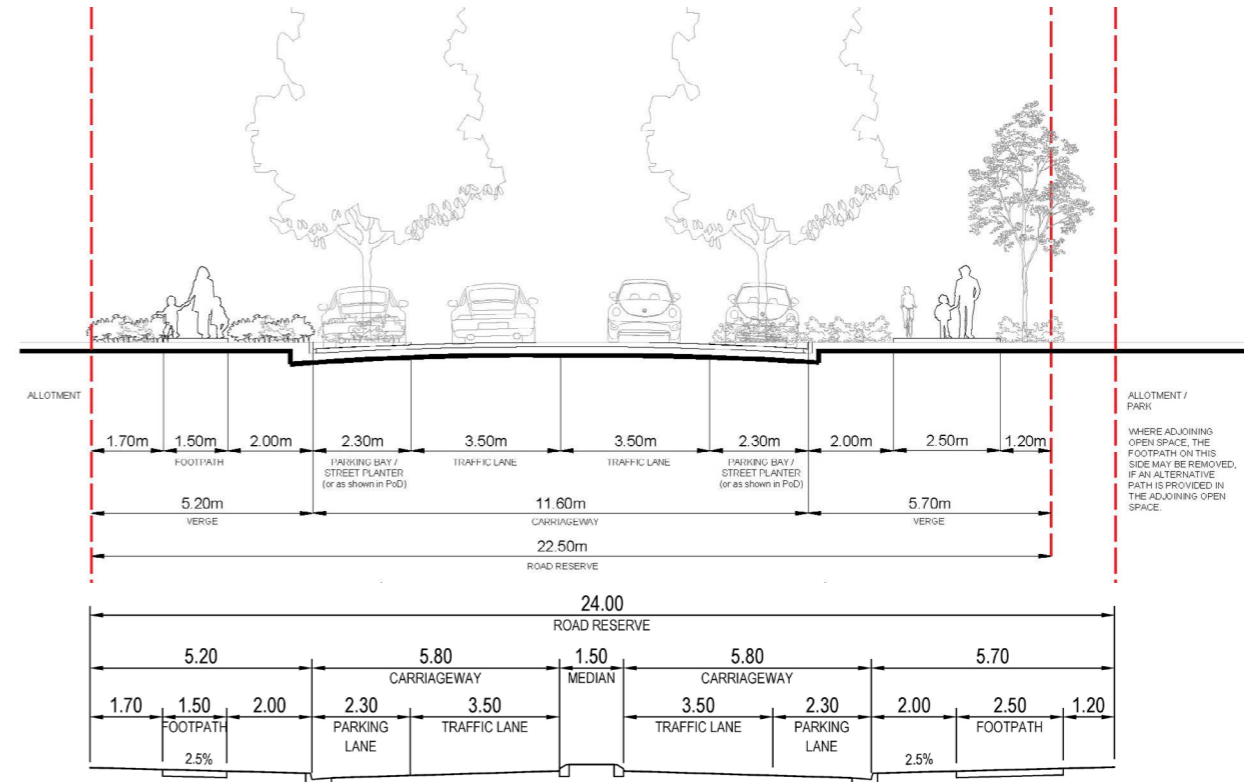 ALLOTMENT
1.70m 1.50m 2.00m 2.30m 3.50m 3.50m 2.30m 2.00m 2.50m 1.20m
FOOTPATH
PARKING BAY /
STREET PLANTER
(or as shown in PoD)
TRAFFIC LANE
TRAFFIC LANE
PARKING BAY /
STREET PLANTER
(or as shown in PoD)
5.20m 11.60m 5.70m
VERGE CARRIAGEWAY VERGE
22.50m
ROAD RESERVE
ALLOTMENT /
PARK
WHERE ADJOINING
OPEN SPACE, THE
FOOTPATH ON THIS
SIDE MAY BE REMOVED,
IF AN ALTERNATIVE
PATH IS PROVIDED IN
THE ADJOINING OPEN
SPACE.
24.00
ROAD RESERVE
5.20 5.80 1.50 5.80 5.70
CARRIAGEWAY MEDIAN CARRIAGEWAY
1.70 1.50 2.00 2.30 3.50 3.50 2.30 2.00 2.50 1.20
FOOTPATH
PARKING
LANE
TRAFFIC LANE
TRAFFIC LANE
PARKING
LANE
FOOTPATH
2.5% 2.5%